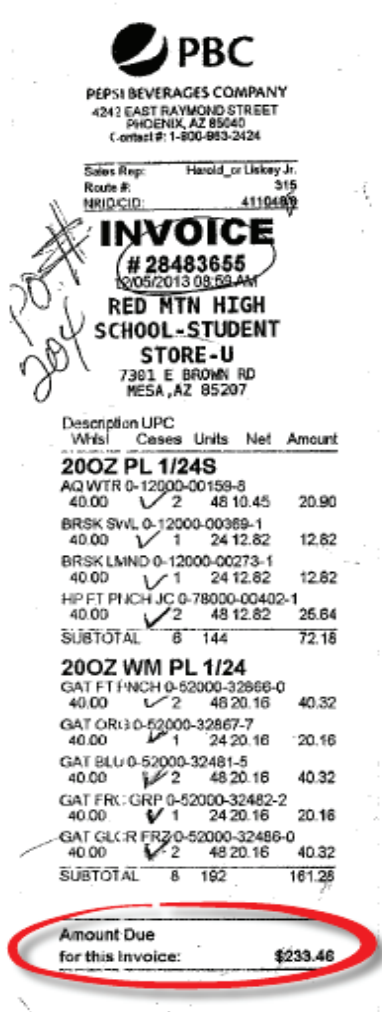 PBC
PEPSI BEVERAGES COMPANY
4242 EAST RAYMOND STREET
PHOENIX, AZ 85040
Contact #: 1-800-963-2424
Sales Rep: Harold_or Liskey Jr.
Route #: 315
NRID/CID:
INVOICE
# 28483655
12/05/2013 08:59 AM
PO #
204
RED MTN HIGH
SCHOOL-STUDENT
STORE-U
7301 E BROWN RD
MESA, AZ 85207
Description UPC
Whsl Cases Units Net Amount
20OZ PL 1/24S
AQ WTR 0-12000-00159-8
40.00 2 48 10.45 20.90
BRSK SWL 0-12000-00369-1
40.00 1 24 12.82 12.82
BRSK LMND 0-12000-00273-1
40.00 1 24 12.82 12.82
HP FT PNCH JC 0-78000-00402-1
40.00 2 48 12.82 25.64
SUBTOTAL 6 144 72.18
20OZ WM PL 1/24
GAT FT PNCH 0-52000-32866-0
40.00 2 48 20.16 40.32
GAT ORG 0-52000-32867-7
40.00 1 24 20.16 20.16
GAT BLU 0-52000-32481-5
40.00 2 48 20.16 40.32
GAT FRC GRP 0-52000-32482-2
40.00 1 24 20.16 20.16
GAT GLCR FRZ 0-52000-32486-0
40.00 2 48 20.16 40.32
SUBTOTAL 8 192 161.28
Amount Due
for this Invoice: $233.46